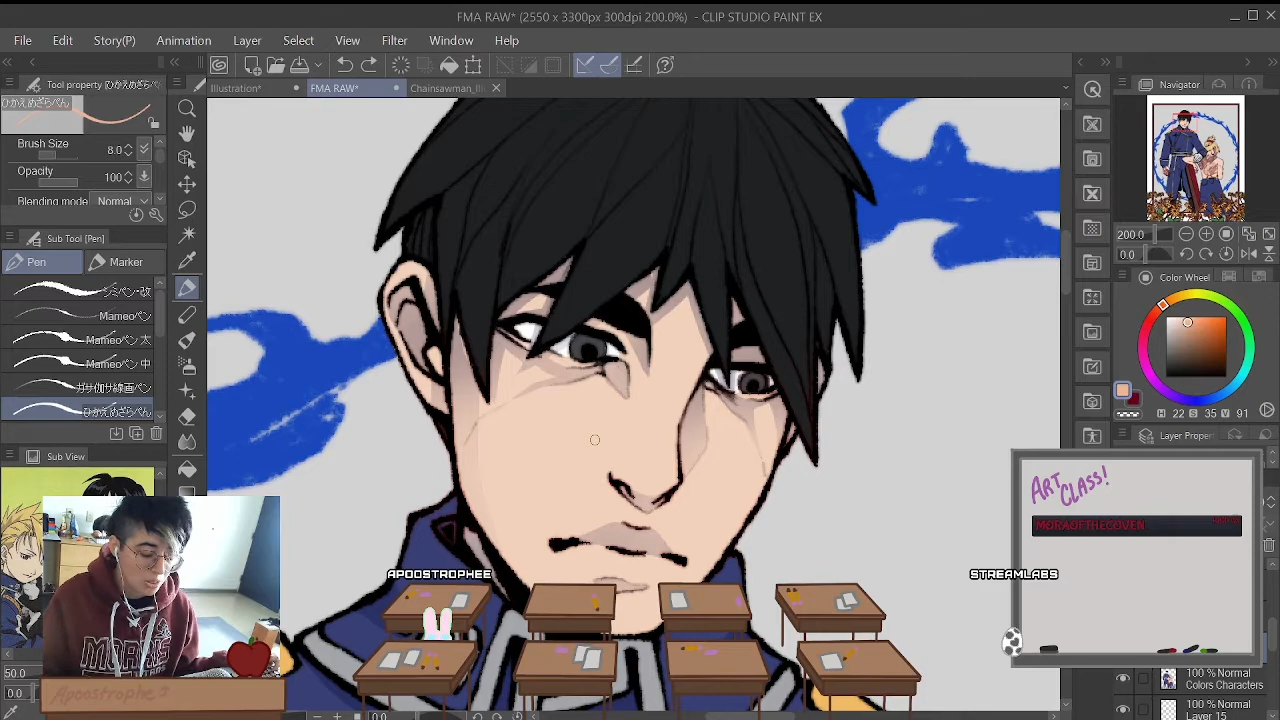 FMA RAW* (2550 x 3300px 300dpi 200.0%) - CLIP STUDIO PAINT EX
File Edit Story(P) Animation Layer Select View Filter Window Help
Tool property
Illustration* FMA RAW* Chainsawman_Ill
Navigator
Brush Size 8.0
Opacity 100
Blending mode Normal
Sub Tool [Pen]
Pen Marker
200.0
0.0
Color Wheel
Mameoペン
Mameoペン 太
Mameoペン 中
H 22 S 35 V 91
Layer Proper
Sub View
ART CLASS!
MORAOFTHECOVEN
APOOSTROPHEE
STREAMLABS
100 % Normal
Colors Characters
100 % Normal
Layer 15
Apoostrophe
0.0